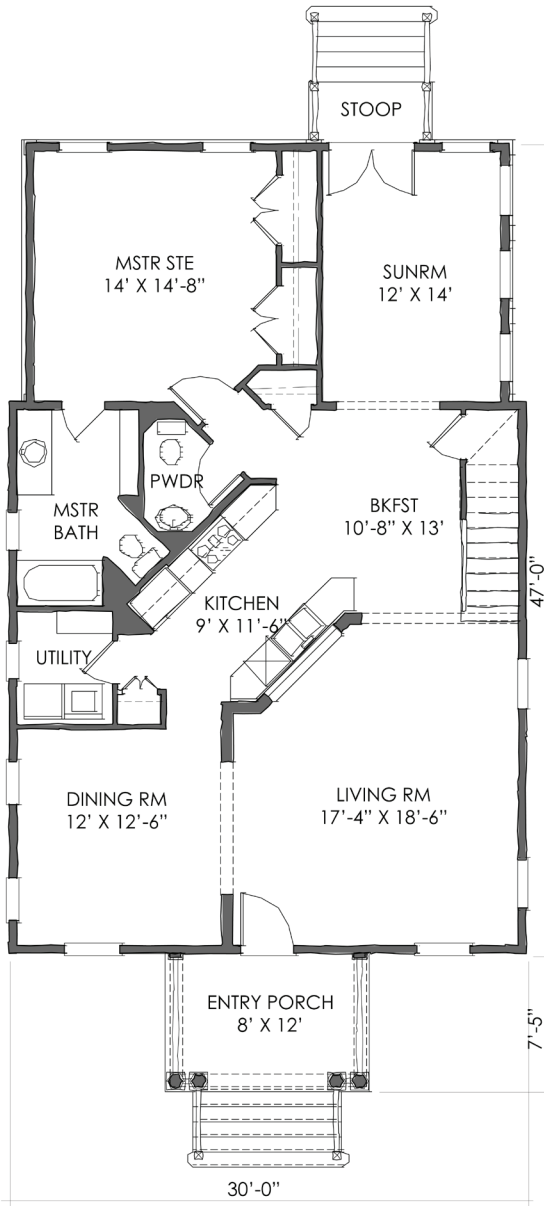 STOOP
MSTR STE
14' X 14'-8"
SUNRM
12' X 14'
PWDR
MSTR
BATH
BKFST
10'-8" X 13'
47'-0"
KITCHEN
9' X 11'-6"
UTILITY
DINING RM
12' X 12'-6"
LIVING RM
17'-4" X 18'-6"
ENTRY PORCH
8' X 12'
7'-5"
30'-0"